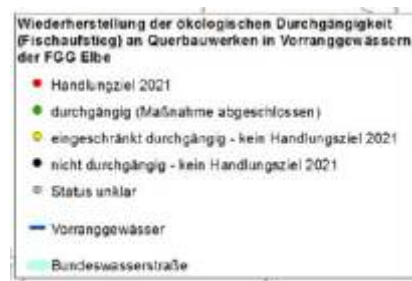 Wiederherstellung der ökologischen Durchgängigkeit
(Fischaufstieg) an Querbauwerken in Vorranggewässern
der FGG Elbe
Handlungziel 2021
durchgängig (Maßnahme abgeschlossen)
eingeschränkt durchgängig - kein Handlungsziel 2021
nicht durchgängig - kein Handlungsziel 2021
Status unklar
Vorranggewässer
Bundeswasserstraße